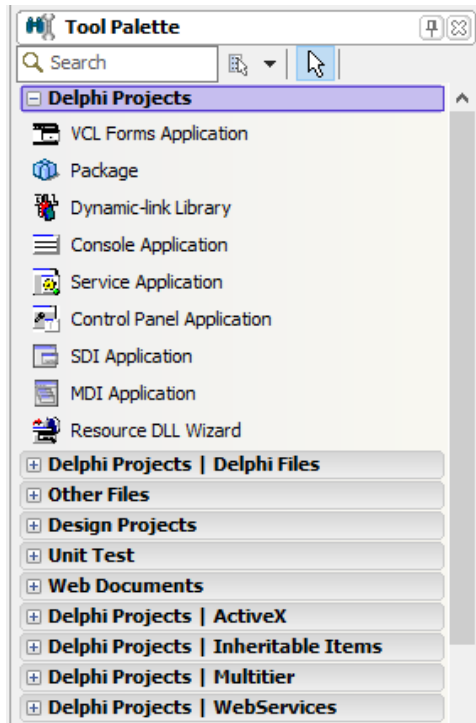 Tool Palette
Search
Delphi Projects
VCL Forms Application
Package
Dynamic-link Library
Console Application
Service Application
Control Panel Application
SDI Application
MDI Application
Resource DLL Wizard
Delphi Projects | Delphi Files
Other Files
Design Projects
Unit Test
Web Documents
Delphi Projects | ActiveX
Delphi Projects | Inheritable Items
Delphi Projects | Multitier
Delphi Projects | WebServices